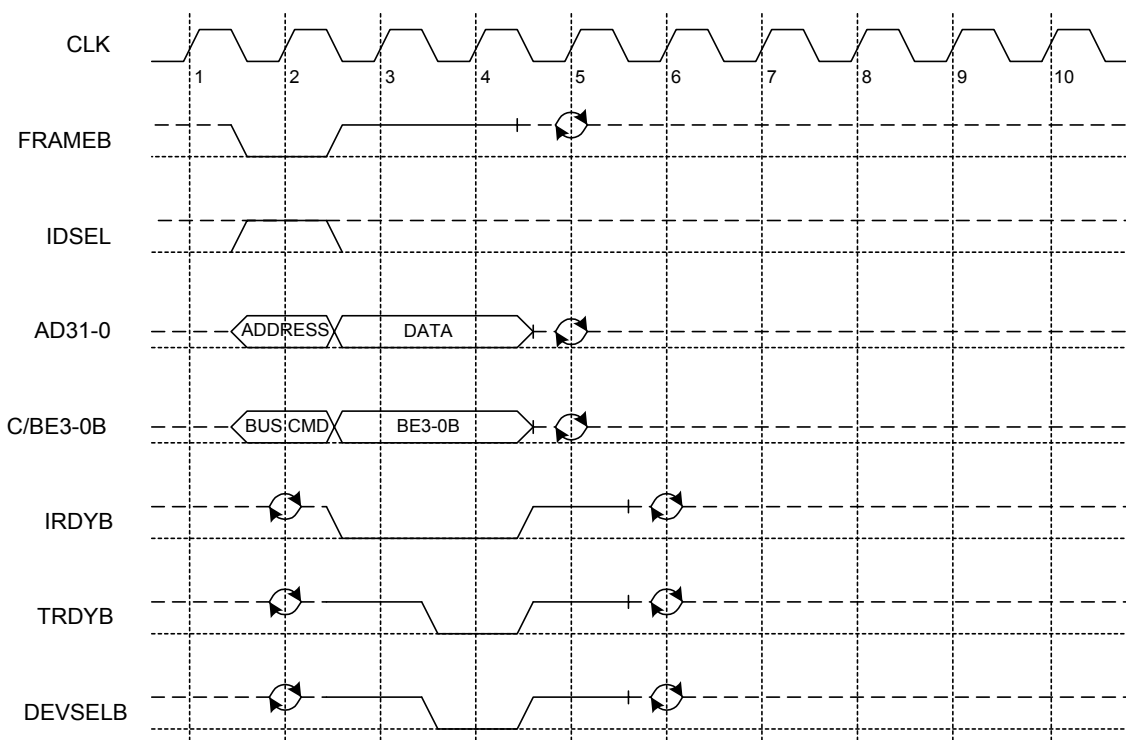 CLK
1 2 3 4 5 6 7 8 9 10
FRAMEB
IDSEL
AD31-0
ADDRESS DATA
C/BE3-0B
BUS CMD BE3-0B
IRDYB
TRDYB
DEVSELB